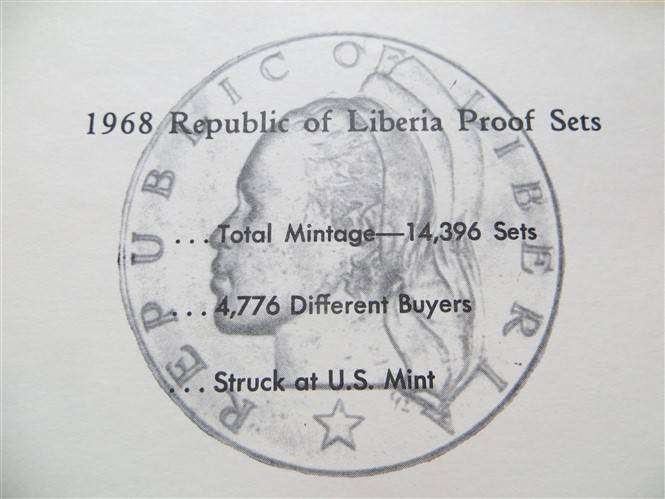 REPUBLIC OF LIBERIA
1968 Republic of Liberia Proof Sets
...Total Mintage—14,396 Sets
...4,776 Different Buyers
...Struck at U.S. Mint